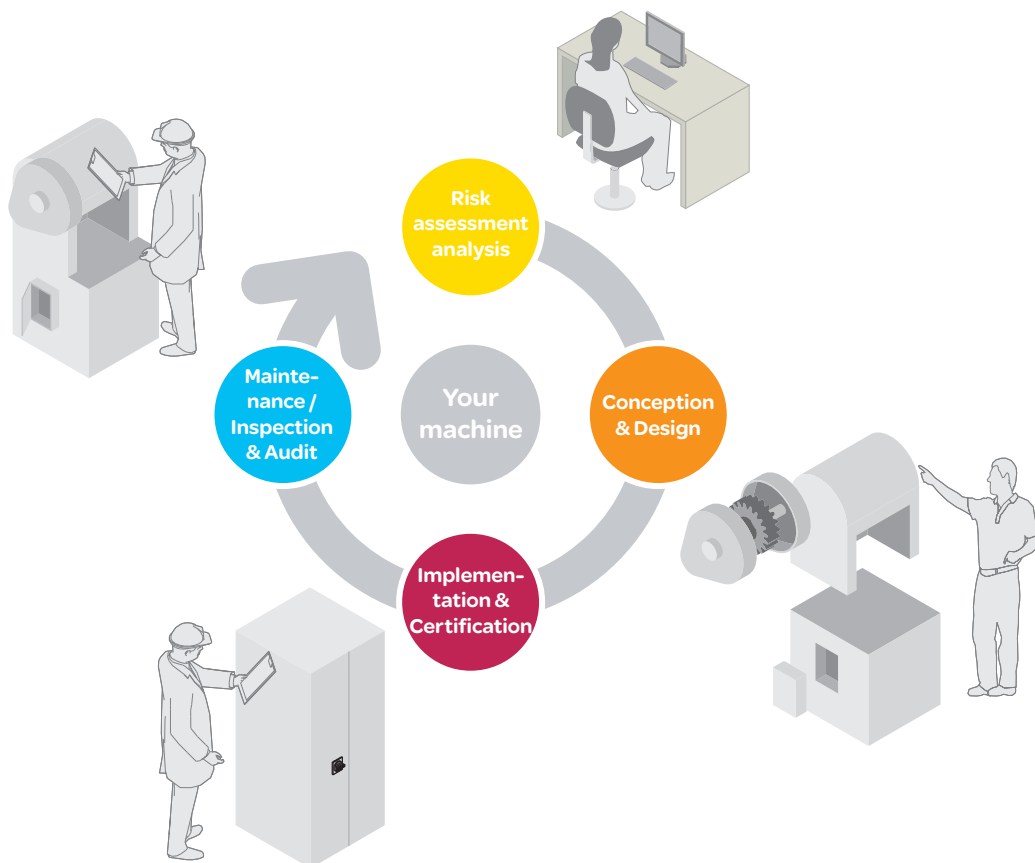 Risk
assessment
analysis
Conception
& Design
Implemen-
tation &
Certification
Mainte-
nance /
Inspection
& Audit
Your
machine